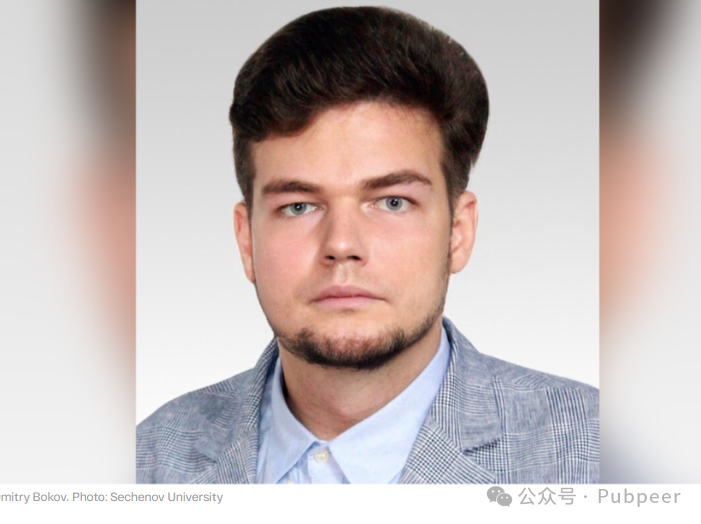 mitry Bokov. Photo: Sechenov University
公众号 · Pubpeer